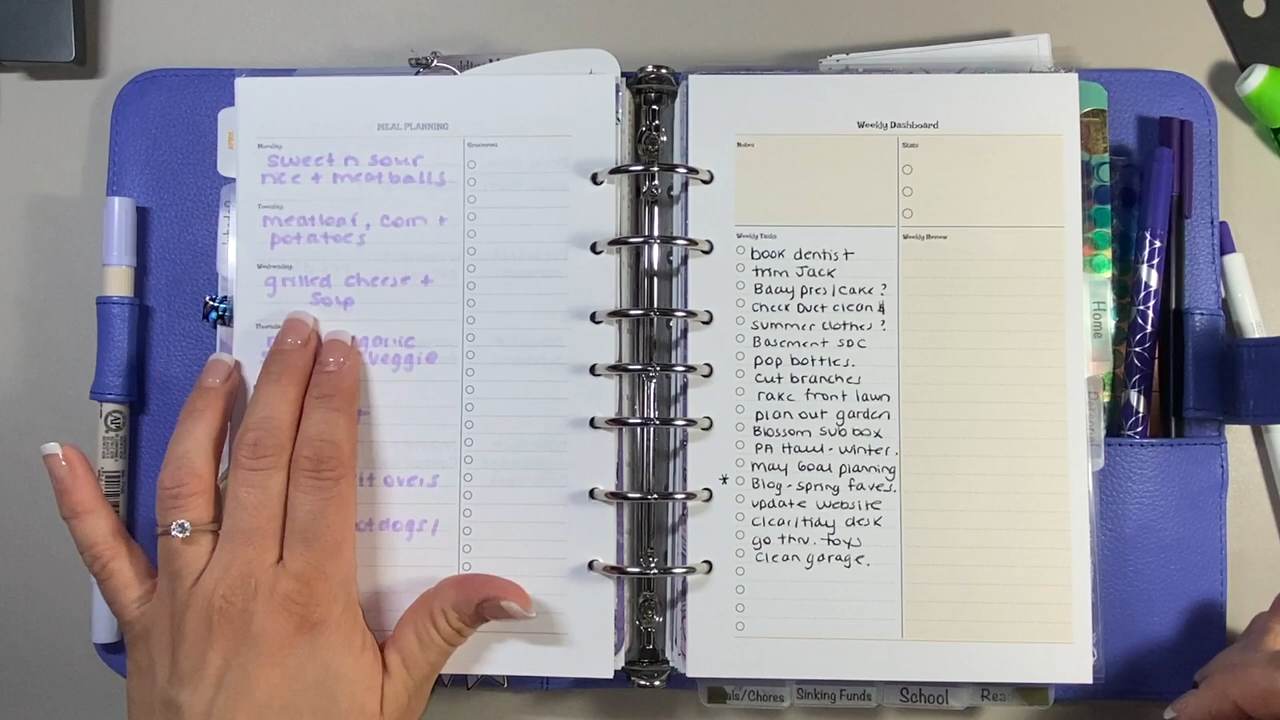 MEAL PLANNING
Monday
sweet n sour
rice + meatballs
Tuesday
meatloaf, corn +
potatoes
Wednesday
grilled cheese +
soup
garlic
veggie
Groceries
Weekly Dashboard
Notes
Stats
Weekly Tasks
book dentist
trim Jack
Baby pres/cake?
Check Duct clean $
summer clothes?
Basement SDC
pop bottles.
cut branches
rake front lawn
plan out garden
Blossom sub box
PA Haul - winter.
may Goal planning
* Blog - spring faves.
update website
clear/tidy desk
go thru. toys
Clean garage.
Weekly Review
Home
Sinking Funds
School